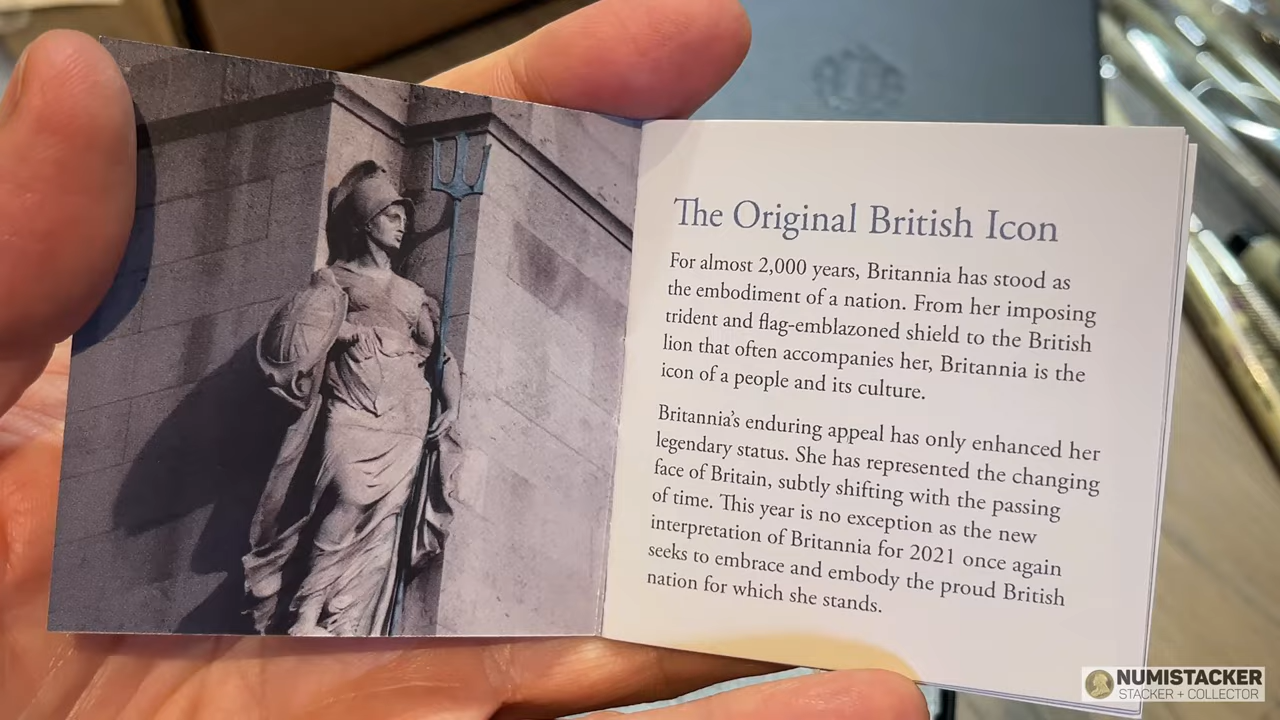 The Original British Icon
For almost 2,000 years, Britannia has stood as
the embodiment of a nation. From her imposing
trident and flag-emblazoned shield to the British
lion that often accompanies her, Britannia is the
icon of a people and its culture.
Britannia's enduring appeal has only enhanced her
legendary status. She has represented the changing
face of Britain, subtly shifting with the passing
of time. This year is no exception as the new
interpretation of Britannia for 2021 once again
seeks to embrace and embody the proud British
nation for which she stands.
NUMISTACKER
STACKER + COLLECTOR